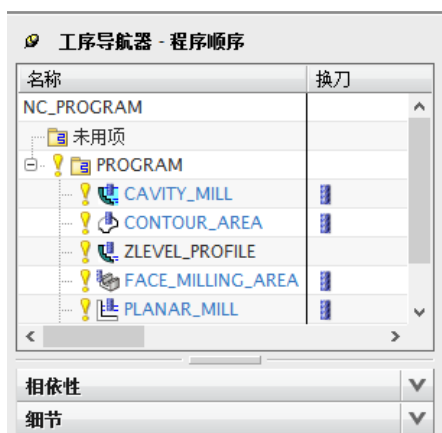 工序导航器 - 程序顺序
名称 换刀
NC_PROGRAM
未用项
PROGRAM
CAVITY_MILL
CONTOUR_AREA
ZLEVEL_PROFILE
FACE_MILLING_AREA
PLANAR_MILL
相依性
细节